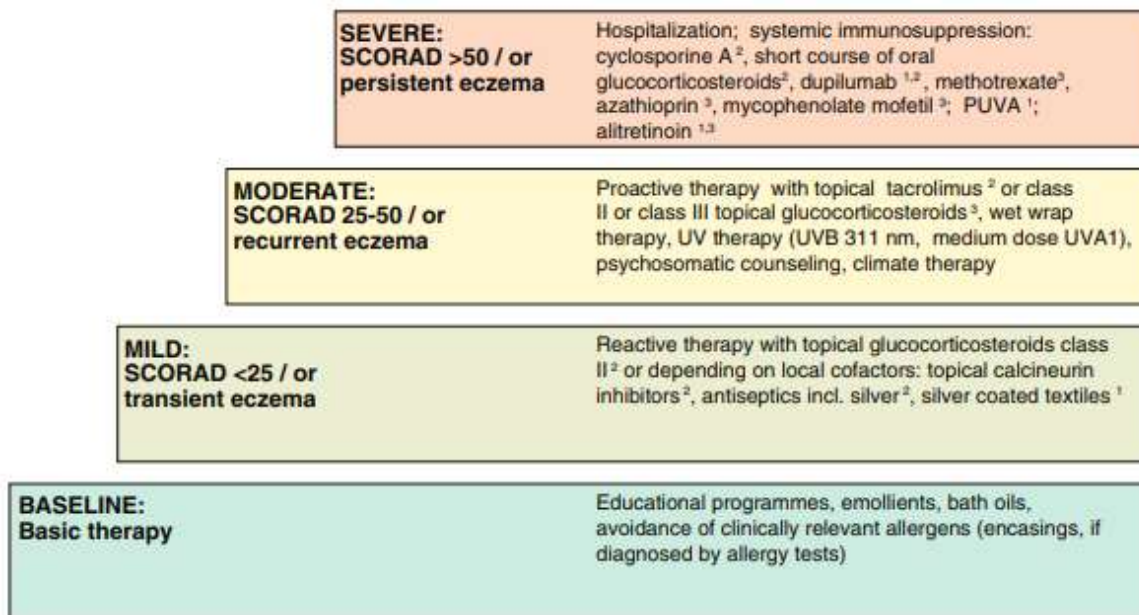 SEVERE:
SCORAD >50 / or
persistent eczema
Hospitalization; systemic immunosuppression:
cyclosporine A ², short course of oral
glucocorticosteroids², dupilumab ¹,², methotrexate³,
azathioprin ³, mycophenolate mofetil ³; PUVA ¹;
alitretinoin ¹,³
MODERATE:
SCORAD 25-50 / or
recurrent eczema
Proactive therapy with topical tacrolimus ² or class
II or class III topical glucocorticosteroids ³, wet wrap
therapy, UV therapy (UVB 311 nm, medium dose UVA1),
psychosomatic counseling, climate therapy
MILD:
SCORAD <25 / or
transient eczema
Reactive therapy with topical glucocorticosteroids class
II ² or depending on local cofactors: topical calcineurin
inhibitors ², antiseptics incl. silver ², silver coated textiles ¹
BASELINE:
Basic therapy
Educational programmes, emollients, bath oils,
avoidance of clinically relevant allergens (encasings, if
diagnosed by allergy tests)